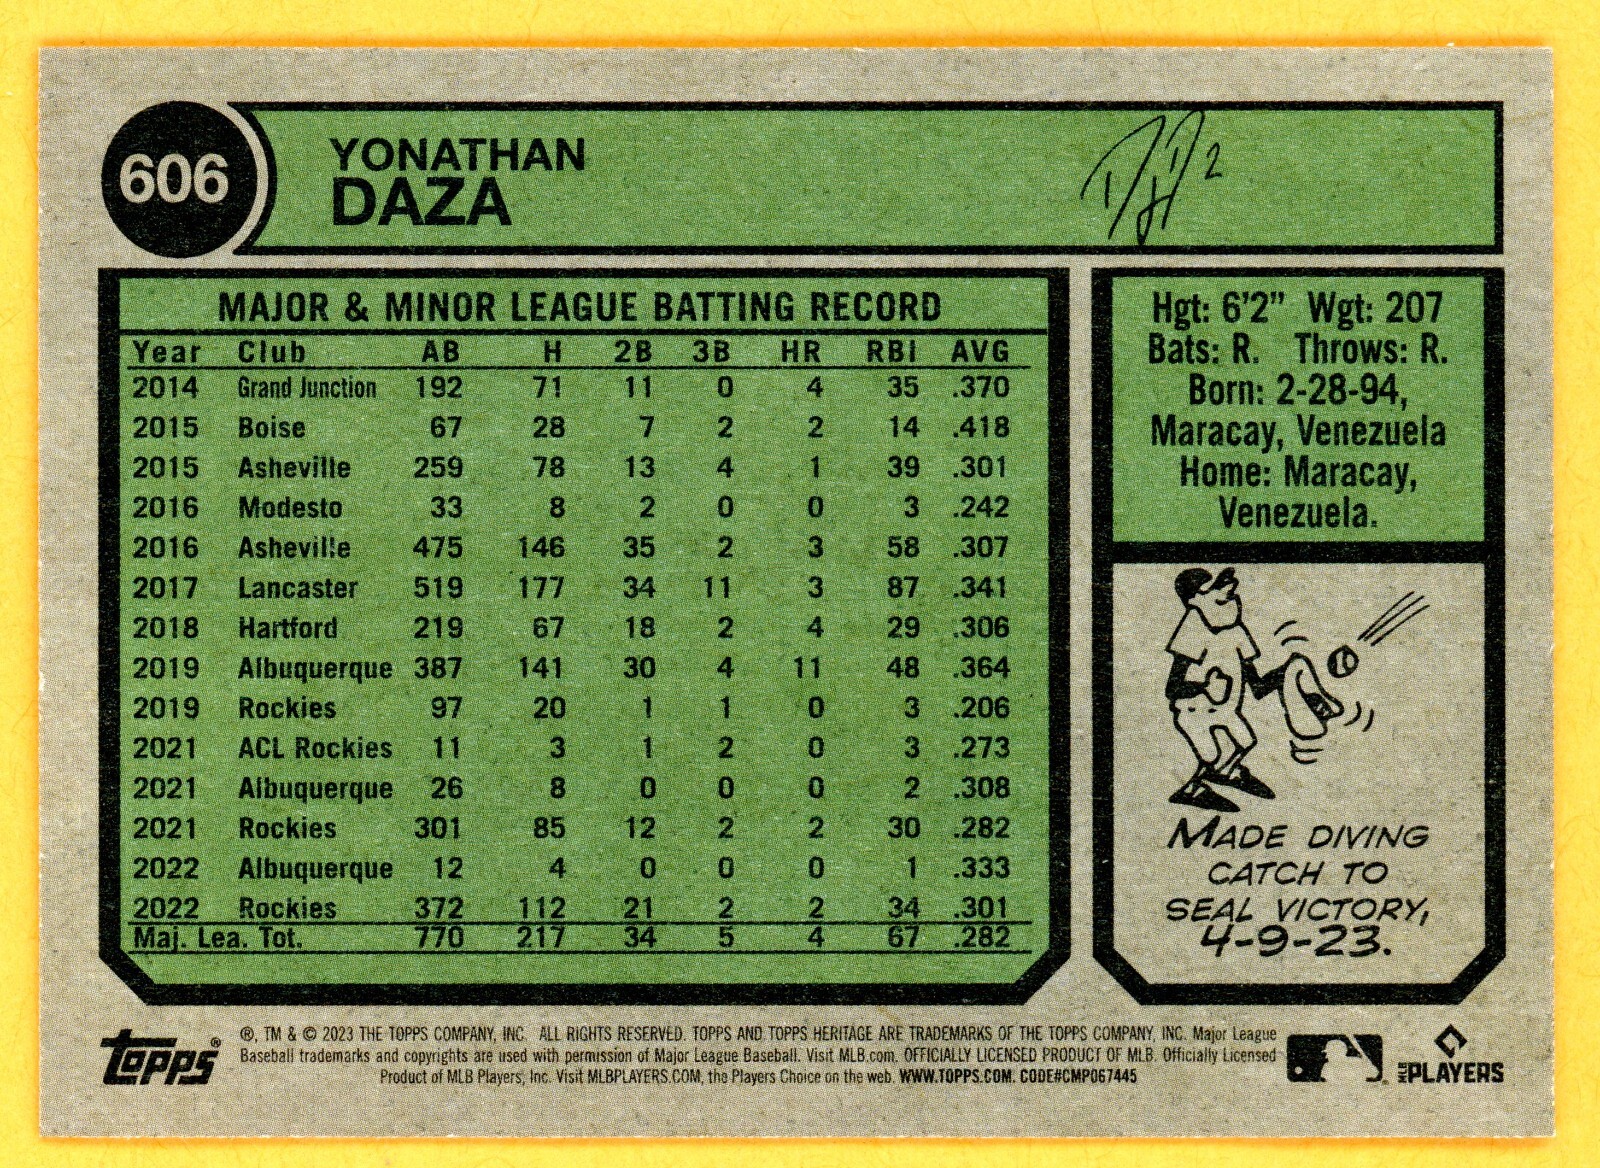 606
YONATHAN
DAZA
MAJOR & MINOR LEAGUE BATTING RECORD
Year Club AB H 2B 3B HR RBI AVG
2014 Grand Junction 192 71 11 0 4 35 .370
2015 Boise 67 28 7 2 2 14 .418
2015 Asheville 259 78 13 4 1 39 .301
2016 Modesto 33 8 2 0 0 3 .242
2016 Asheville 475 146 35 2 3 58 .307
2017 Lancaster 519 177 34 11 3 87 .341
2018 Hartford 219 67 18 2 4 29 .306
2019 Albuquerque 387 141 30 4 11 48 .364
2019 Rockies 97 20 1 1 0 3 .206
2021 ACL Rockies 11 3 1 2 0 3 .273
2021 Albuquerque 26 8 0 0 0 2 .308
2021 Rockies 301 85 12 2 2 30 .282
2022 Albuquerque 12 4 0 0 0 1 .333
2022 Rockies 372 112 21 2 2 34 .301
Maj. Lea. Tot. 770 217 34 5 4 67 .282
Hgt: 6'2" Wgt: 207
Bats: R. Throws: R.
Born: 2-28-94,
Maracay, Venezuela
Home: Maracay,
Venezuela.
MADE DIVING
CATCH TO
SEAL VICTORY,
4-9-23.
topps®
®, TM & © 2023 THE TOPPS COMPANY, INC. ALL RIGHTS RESERVED. TOPPS AND TOPPS HERITAGE ARE TRADEMARKS OF THE TOPPS COMPANY, INC. Major League
Baseball trademarks and copyrights are used with permission of Major League Baseball. Visit MLB.com. OFFICIALLY LICENSED PRODUCT OF MLB. Officially Licensed
Product of MLB Players, Inc. Visit MLBPLAYERS.COM, the Players Choice on the web. WWW.TOPPS.COM. CODE#CMP067445
MLB PLAYERS